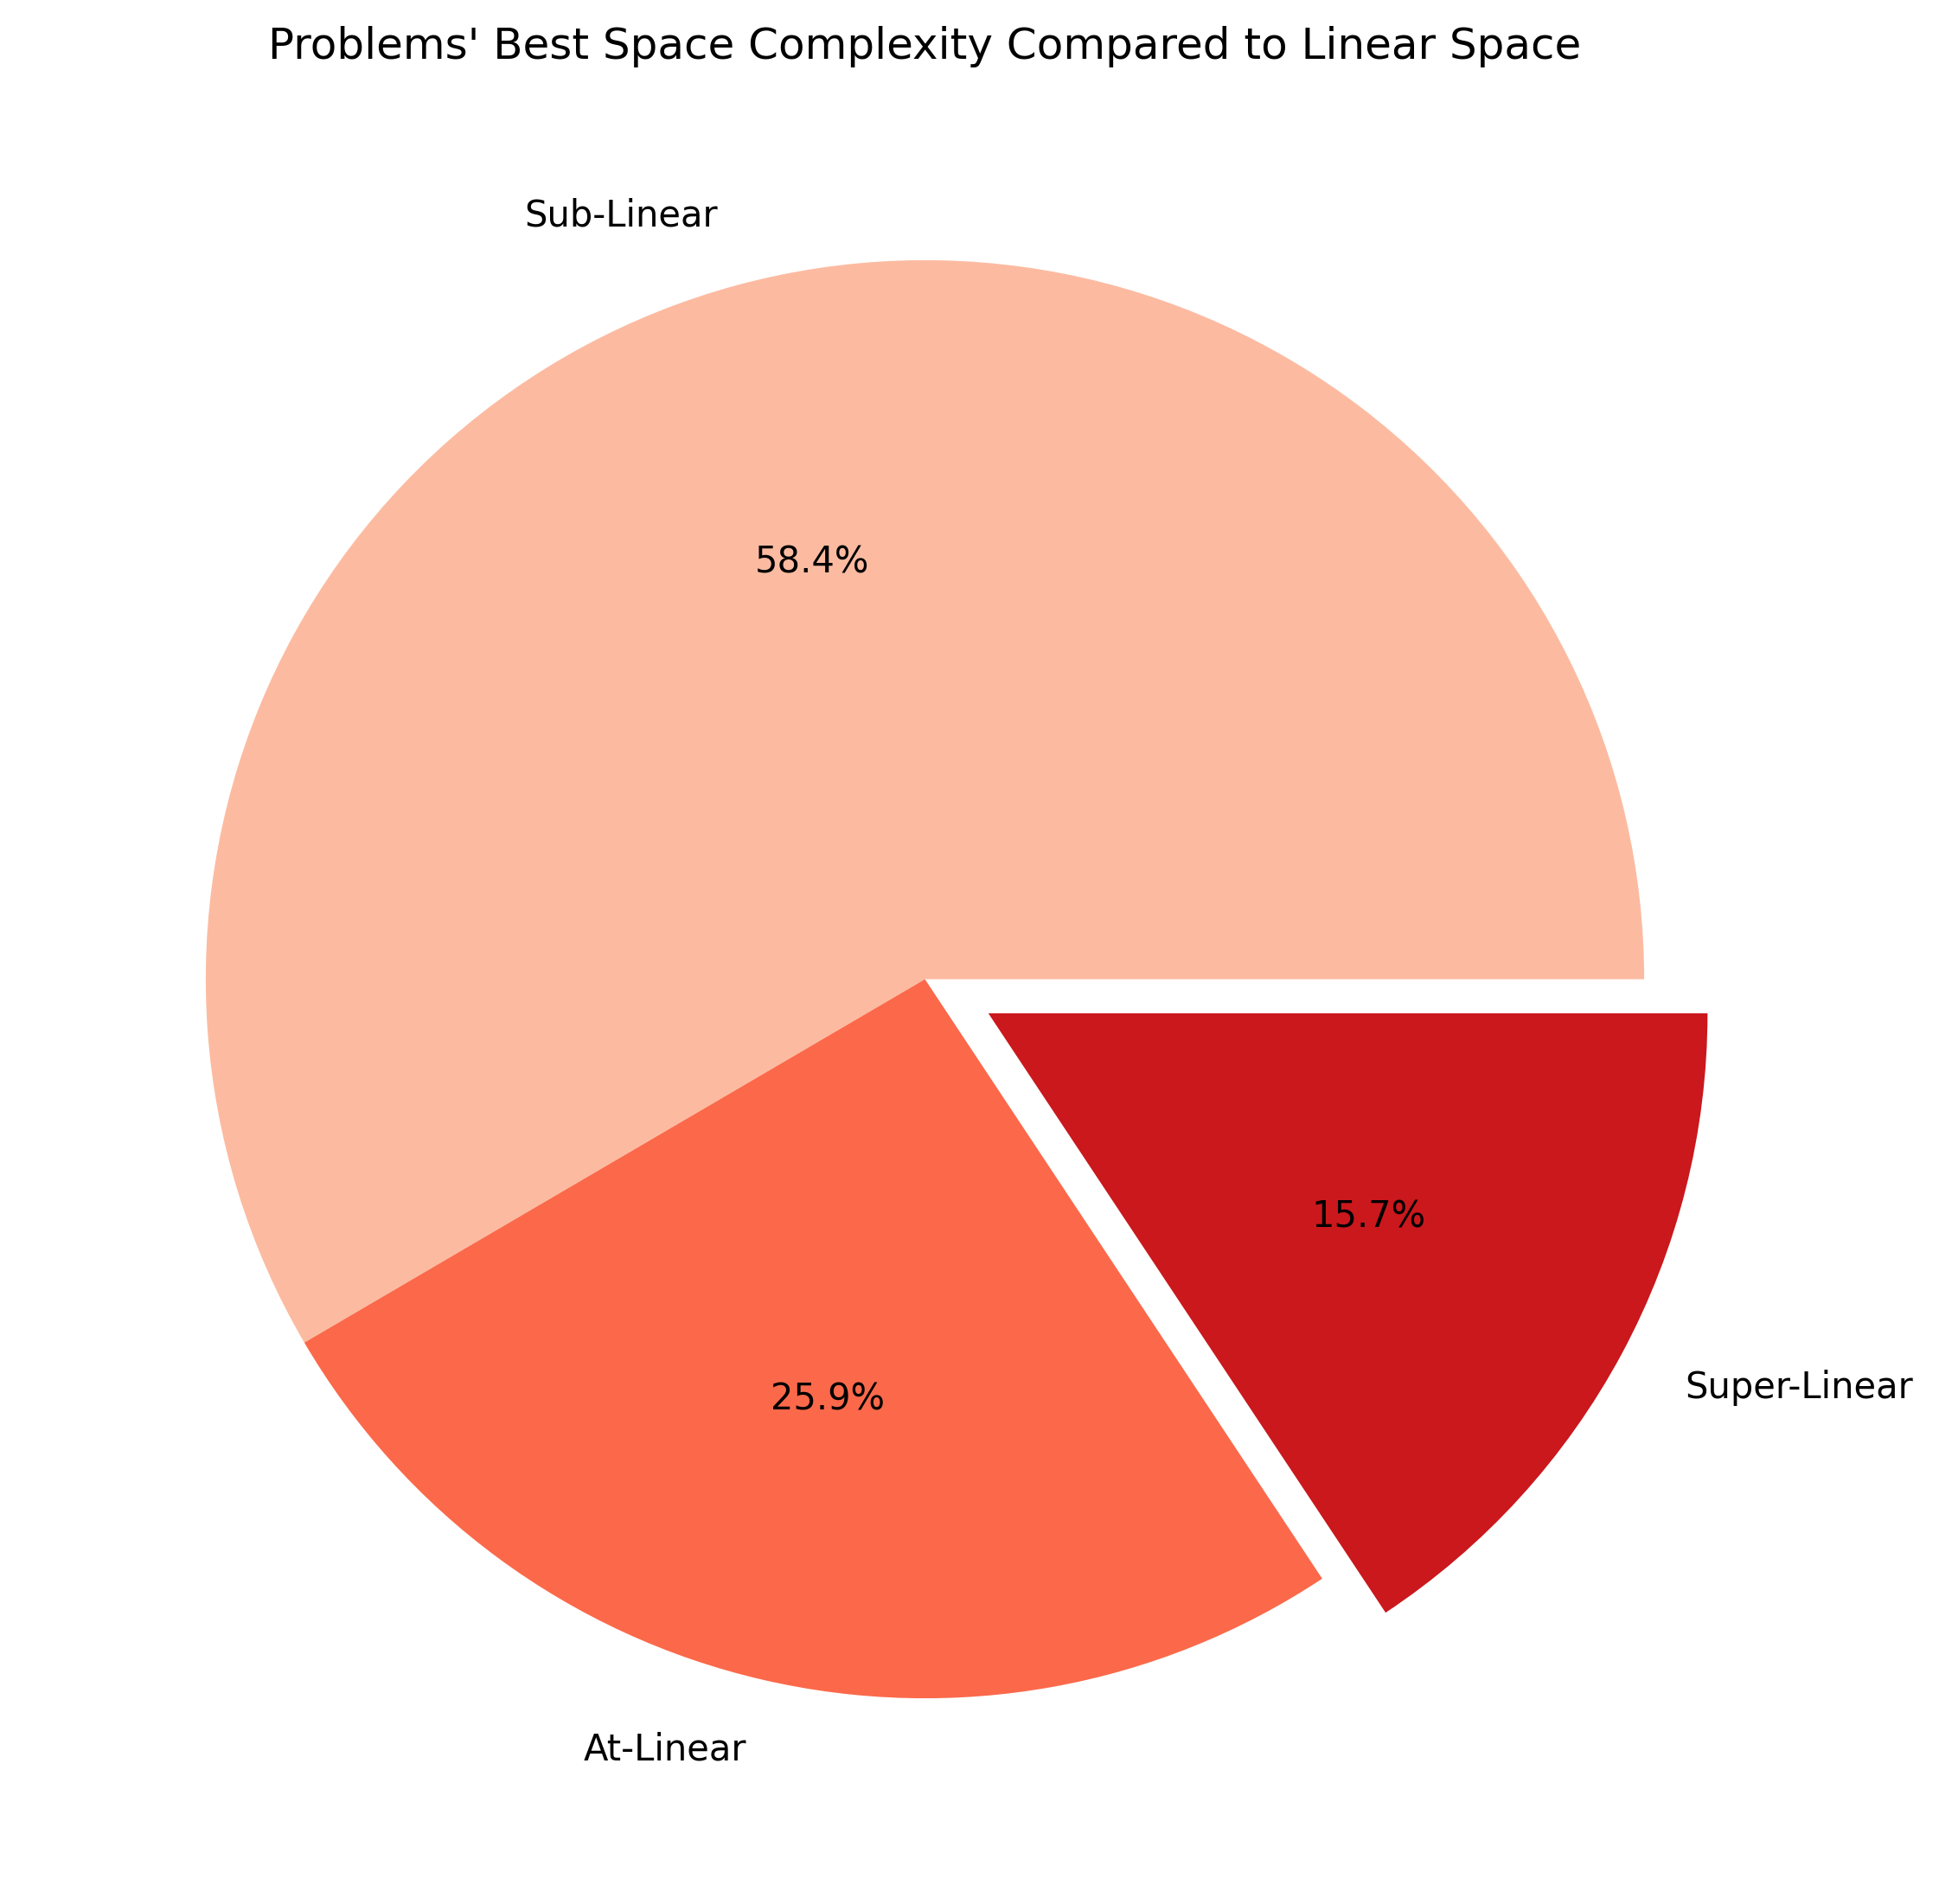 Problems' Best Space Complexity Compared to Linear Space
Sub-Linear
58.4%
15.7%
Super-Linear
25.9%
At-Linear